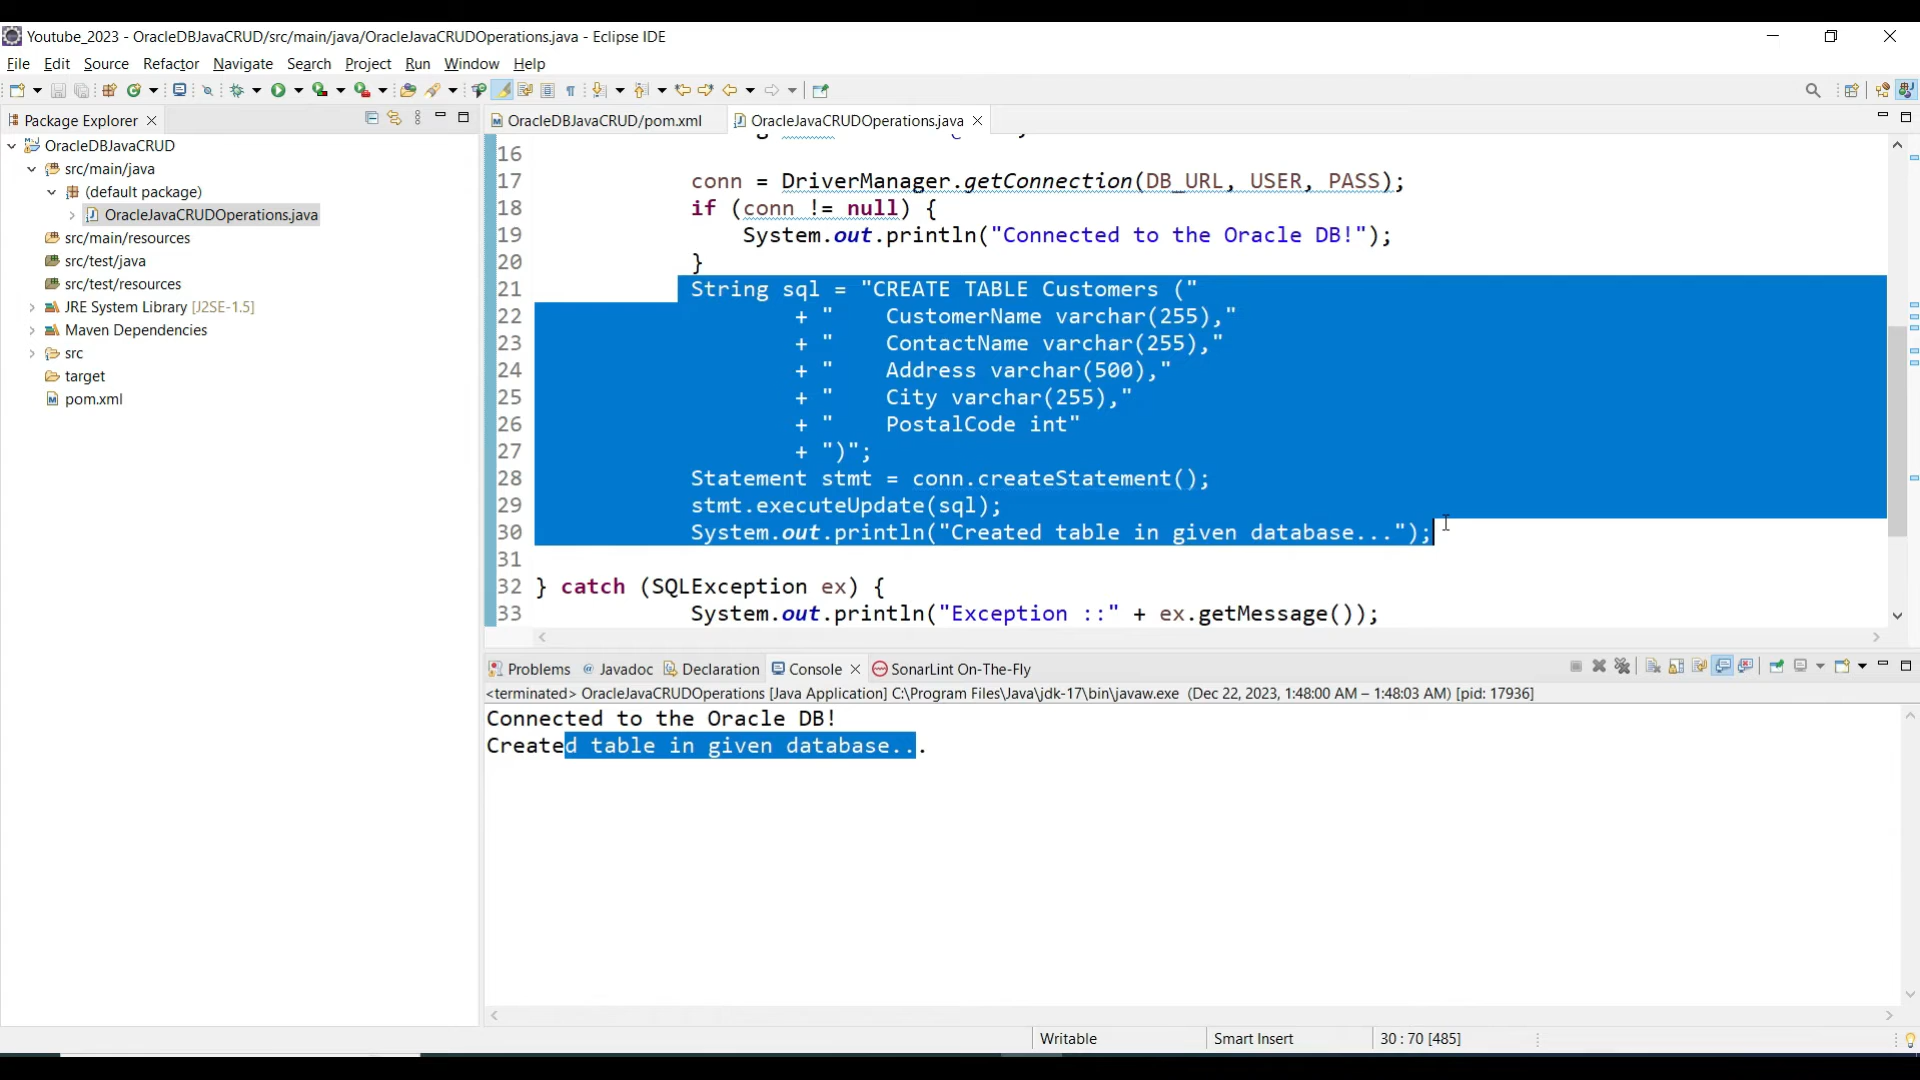 Youtube_2023 - OracleDBJavaCRUD/src/main/java/OracleJavaCRUDOperations.java - Eclipse IDE
File Edit Source Refactor Navigate Search Project Run Window Help
Package Explorer
OracleDBJavaCRUD
src/main/java
(default package)
OracleJavaCRUDOperations.java
src/main/resources
src/test/java
src/test/resources
JRE System Library [J2SE-1.5]
Maven Dependencies
src
target
pom.xml
OracleDBJavaCRUD/pom.xml OracleJavaCRUDOperations.java
16
17 conn = DriverManager.getConnection(DB_URL, USER, PASS);
18 if (conn != null) {
19 System.out.println("Connected to the Oracle DB!");
20 }
21 String sql = "CREATE TABLE Customers ("
22 + "    CustomerName varchar(255),"
23 + "    ContactName varchar(255),"
24 + "    Address varchar(500),"
25 + "    City varchar(255),"
26 + "    PostalCode int"
27 + ")";
28 Statement stmt = conn.createStatement();
29 stmt.executeUpdate(sql);
30 System.out.println("Created table in given database...");
31
32 } catch (SQLException ex) {
33 System.out.println("Exception ::" + ex.getMessage());
Problems Javadoc Declaration Console SonarLint On-The-Fly
<terminated> OracleJavaCRUDOperations [Java Application] C:\Program Files\Java\jdk-17\bin\javaw.exe (Dec 22, 2023, 1:48:00 AM – 1:48:03 AM) [pid: 17936]
Connected to the Oracle DB!
Created table in given database...
Writable Smart Insert 30 : 70 [485]